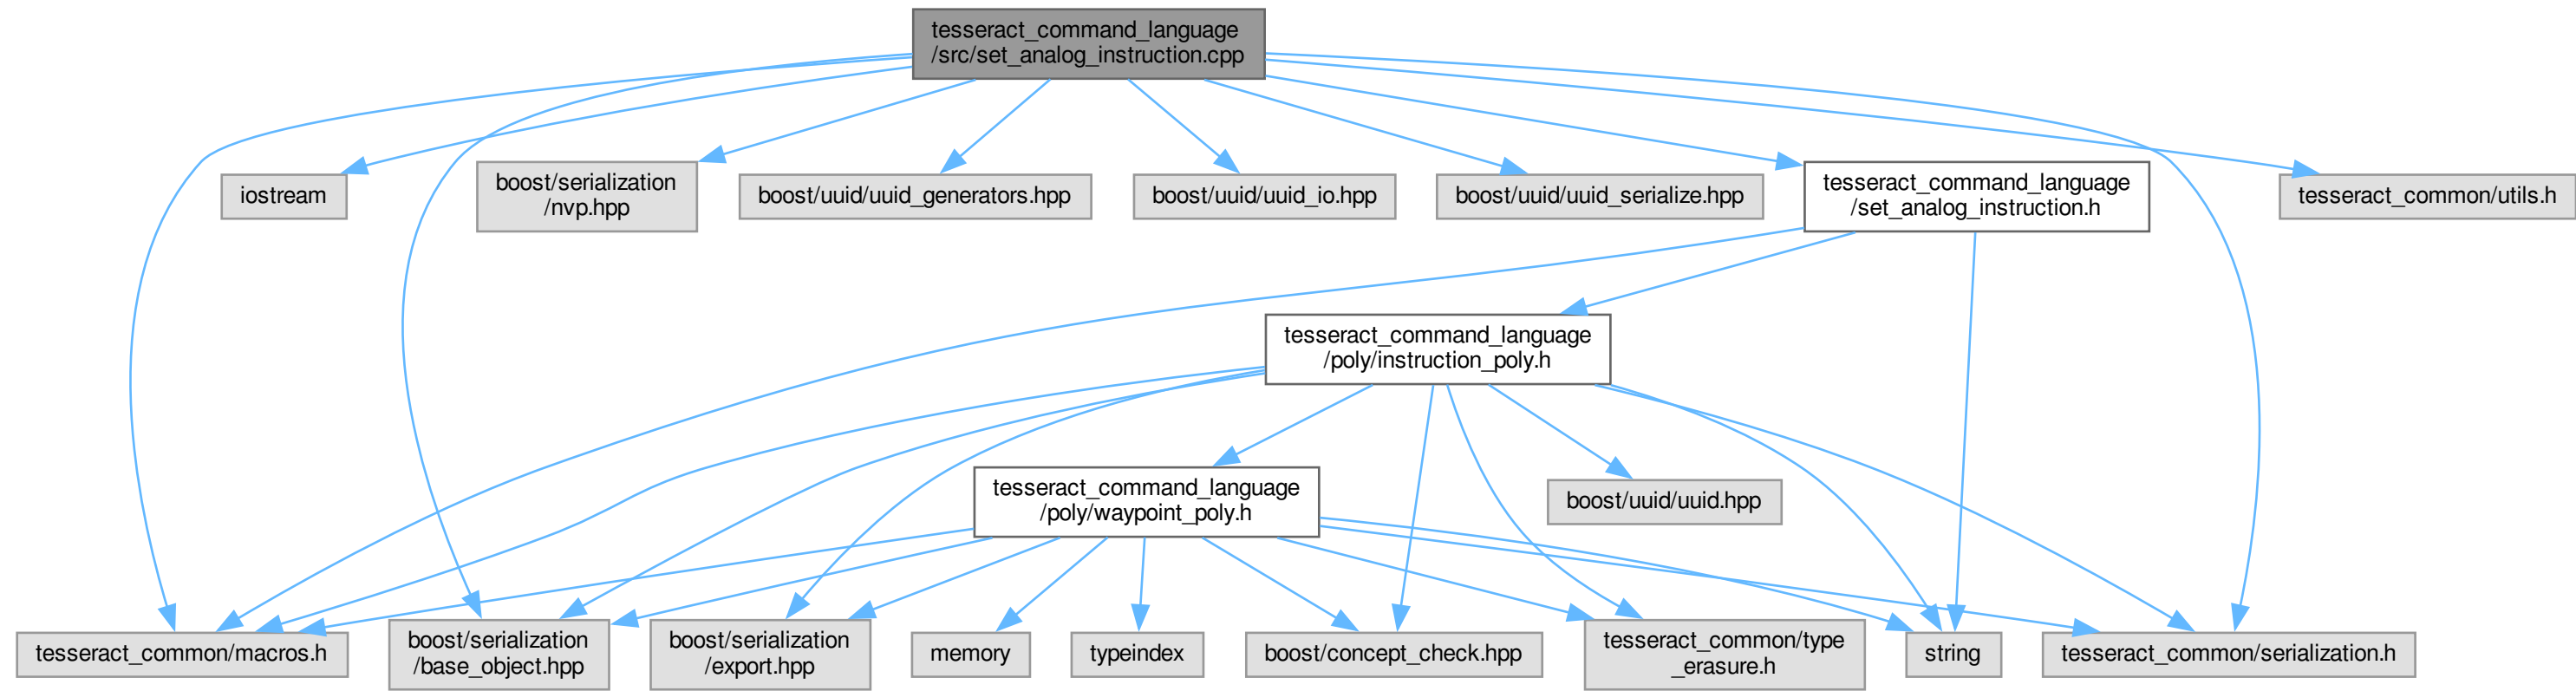 tesseract_command_language
/src/set_analog_instruction.cpp
iostream
boost/serialization
/nvp.hpp
boost/uuid/uuid_generators.hpp
boost/uuid/uuid_io.hpp
boost/uuid/uuid_serialize.hpp
tesseract_command_language
/set_analog_instruction.h
tesseract_common/utils.h
tesseract_command_language
/poly/instruction_poly.h
tesseract_command_language
/poly/waypoint_poly.h
boost/uuid/uuid.hpp
tesseract_common/macros.h
boost/serialization
/base_object.hpp
boost/serialization
/export.hpp
memory
typeindex
boost/concept_check.hpp
tesseract_common/type
_erasure.h
string
tesseract_common/serialization.h